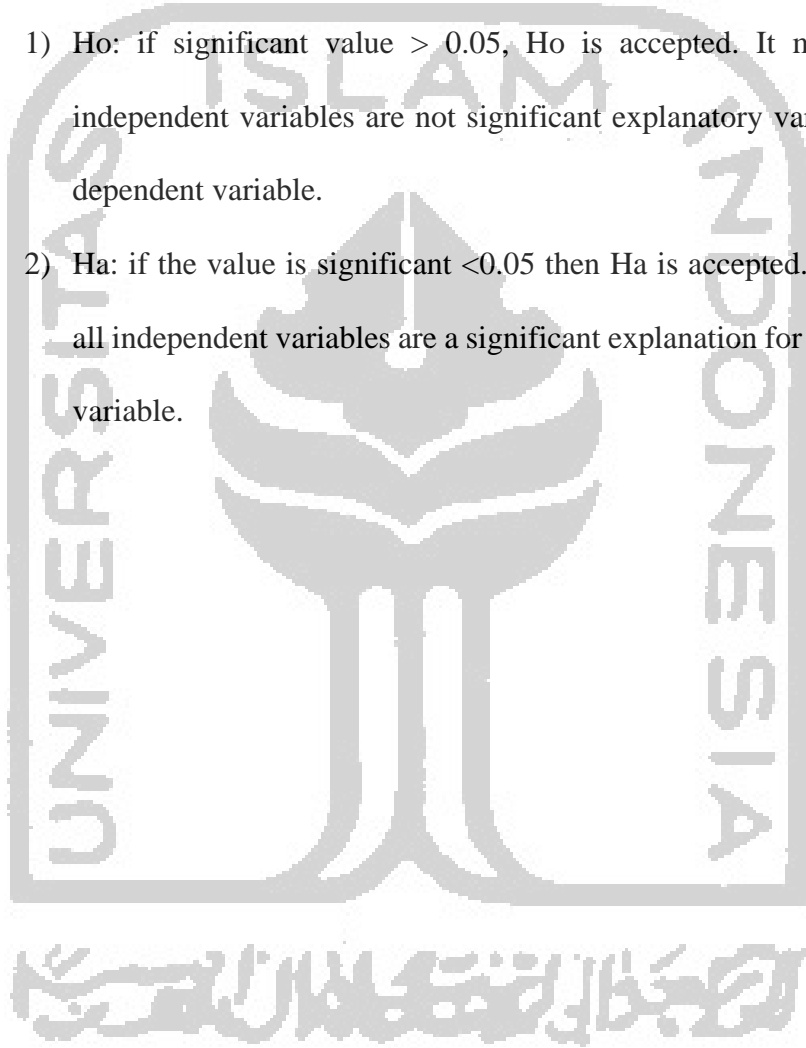 1) Ho: if significant value > 0.05, Ho is accepted. It
independent variables are not significant explanatory
dependent variable.
2) Ha: if the value is significant <0.05 then Ha is accepted.
all independent variables are a significant explanation for
variable.
ISLAM
UNIVERSITAS
INDONESIA